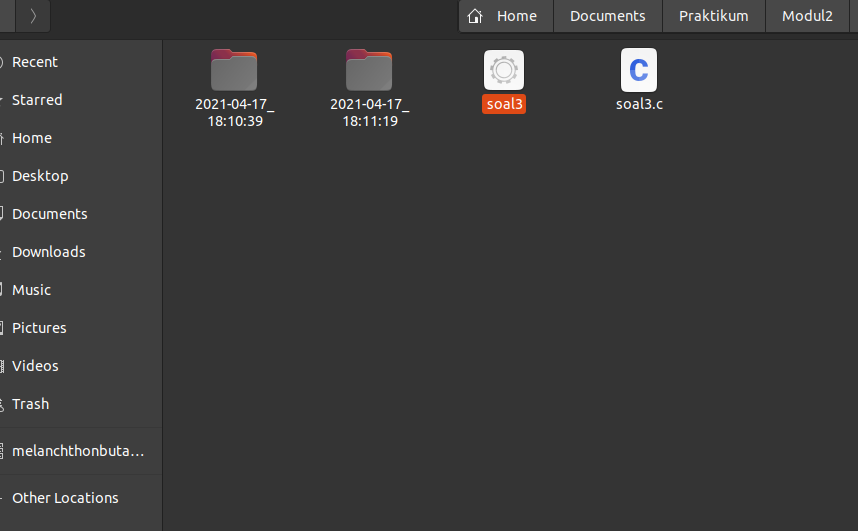 Home
Documents
Praktikum
Modul2
Recent
Starred
Home
Desktop
Documents
Downloads
Music
Pictures
Videos
Trash
melanchthonbuta...
Other Locations
2021-04-17_
18:10:39
2021-04-17_
18:11:19
soal3
C
soal3.c